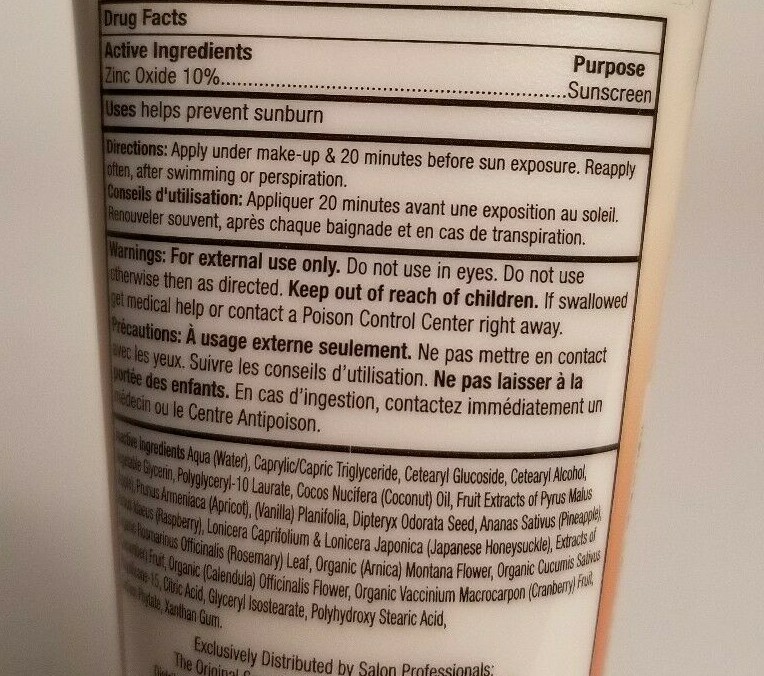 Drug Facts
Active Ingredients Purpose
Zinc Oxide 10%..........Sunscreen
Uses helps prevent sunburn
Directions: Apply under make-up & 20 minutes before sun exposure. Reapply
often, after swimming or perspiration.
Conseils d'utilisation: Appliquer 20 minutes avant une exposition au soleil.
Renouveler souvent, après chaque baignade et en cas de transpiration.
Warnings: For external use only. Do not use in eyes. Do not use
otherwise then as directed. Keep out of reach of children. If swallowed
get medical help or contact a Poison Control Center right away.
Précautions: À usage externe seulement. Ne pas mettre en contact
avec les yeux. Suivre les conseils d'utilisation. Ne pas laisser à la
portée des enfants. En cas d'ingestion, contactez immédiatement un
médecin ou le Centre Antipoison.
Inactive Ingredients Aqua (Water), Caprylic/Capric Triglyceride, Cetearyl Glucoside, Cetearyl Alcohol,
Glycerin, Polyglyceryl-10 Laurate, Cocos Nucifera (Coconut) Oil, Fruit Extracts of Pyrus Malus
Prunus Armeniaca (Apricot), (Vanilla) Planifolia, Dipteryx Odorata Seed, Ananas Sativus (Pineapple),
(Raspberry), Lonicera Caprifolium & Lonicera Japonica (Japanese Honeysuckle), Extracts of
Rosmarinus Officinalis (Rosemary) Leaf, Organic (Arnica) Montana Flower, Organic Cucumis Sativus
Fruit, Organic (Calendula) Officinalis Flower, Organic Vaccinium Macrocarpon (Cranberry) Fruit,
Citric Acid, Glyceryl Isostearate, Polyhydroxy Stearic Acid,
Xanthan Gum.
Exclusively Distributed by Salon Professionals:
The Original